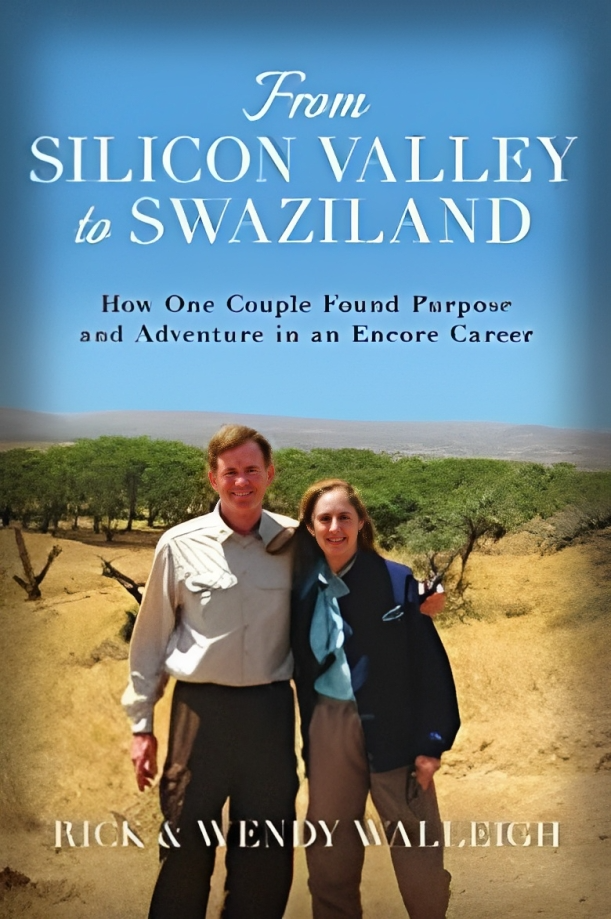 From
SILICON VALLEY
to SWAZILAND
How One Couple Found Purpose
and Adventure in an Encore Career
RICK & WENDY WALLEIGH